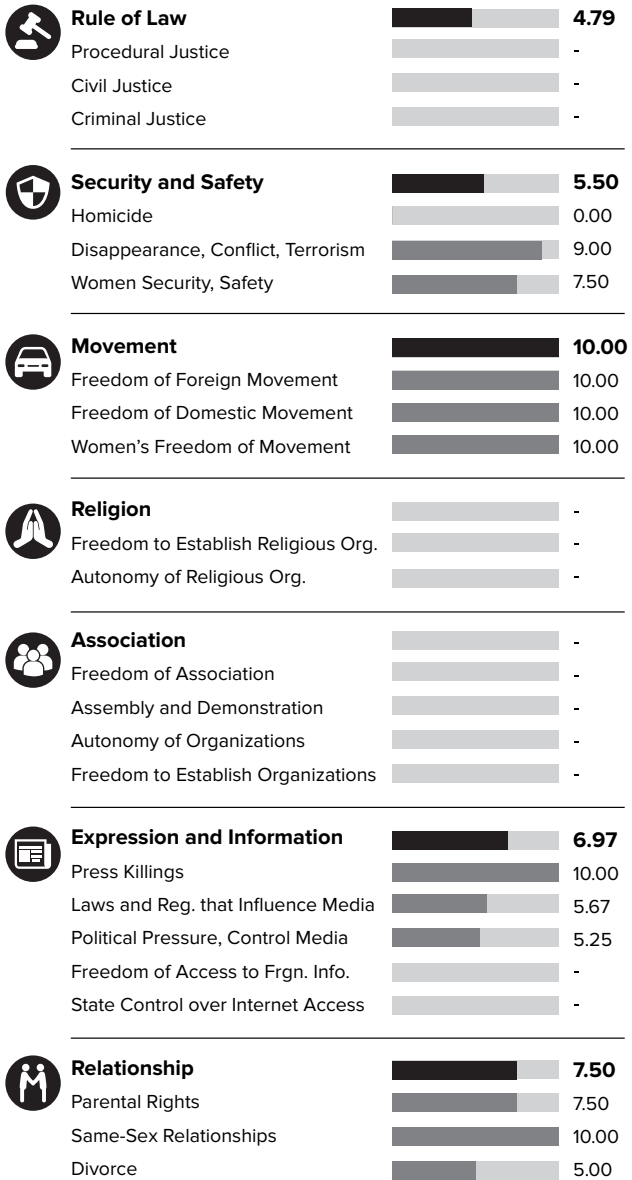 Rule of Law 4.79
Procedural Justice -
Civil Justice -
Criminal Justice -
Security and Safety 5.50
Homicide 0.00
Disappearance, Conflict, Terrorism 9.00
Women Security, Safety 7.50
Movement 10.00
Freedom of Foreign Movement 10.00
Freedom of Domestic Movement 10.00
Women’s Freedom of Movement 10.00
Religion -
Freedom to Establish Religious Org. -
Autonomy of Religious Org. -
Association -
Freedom of Association -
Assembly and Demonstration -
Autonomy of Organizations -
Freedom to Establish Organizations -
Expression and Information 6.97
Press Killings 10.00
Laws and Reg. that Influence Media 5.67
Political Pressure, Control Media 5.25
Freedom of Access to Frgn. Info. -
State Control over Internet Access -
Relationship 7.50
Parental Rights 7.50
Same-Sex Relationships 10.00
Divorce 5.00